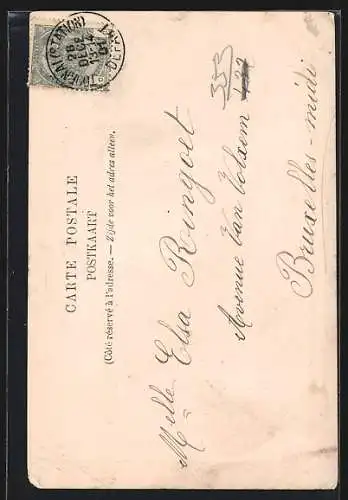 CARTE POSTALE
POSTKAART
(Côté réservé à l'adresse. — Zijde voor het adres alleen.
Melle Elsa Ringoet
353
Avenue Van Volxem
Bruxelles-midi